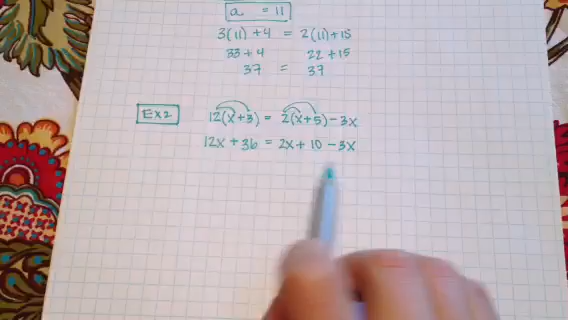 a = 11
3(11) + 4 = 2(11) + 15
33 + 4 22 + 15
37 = 37
Ex2 12(x+3) = 2(x+5) - 3x
12x + 36 = 2x + 10 - 3x